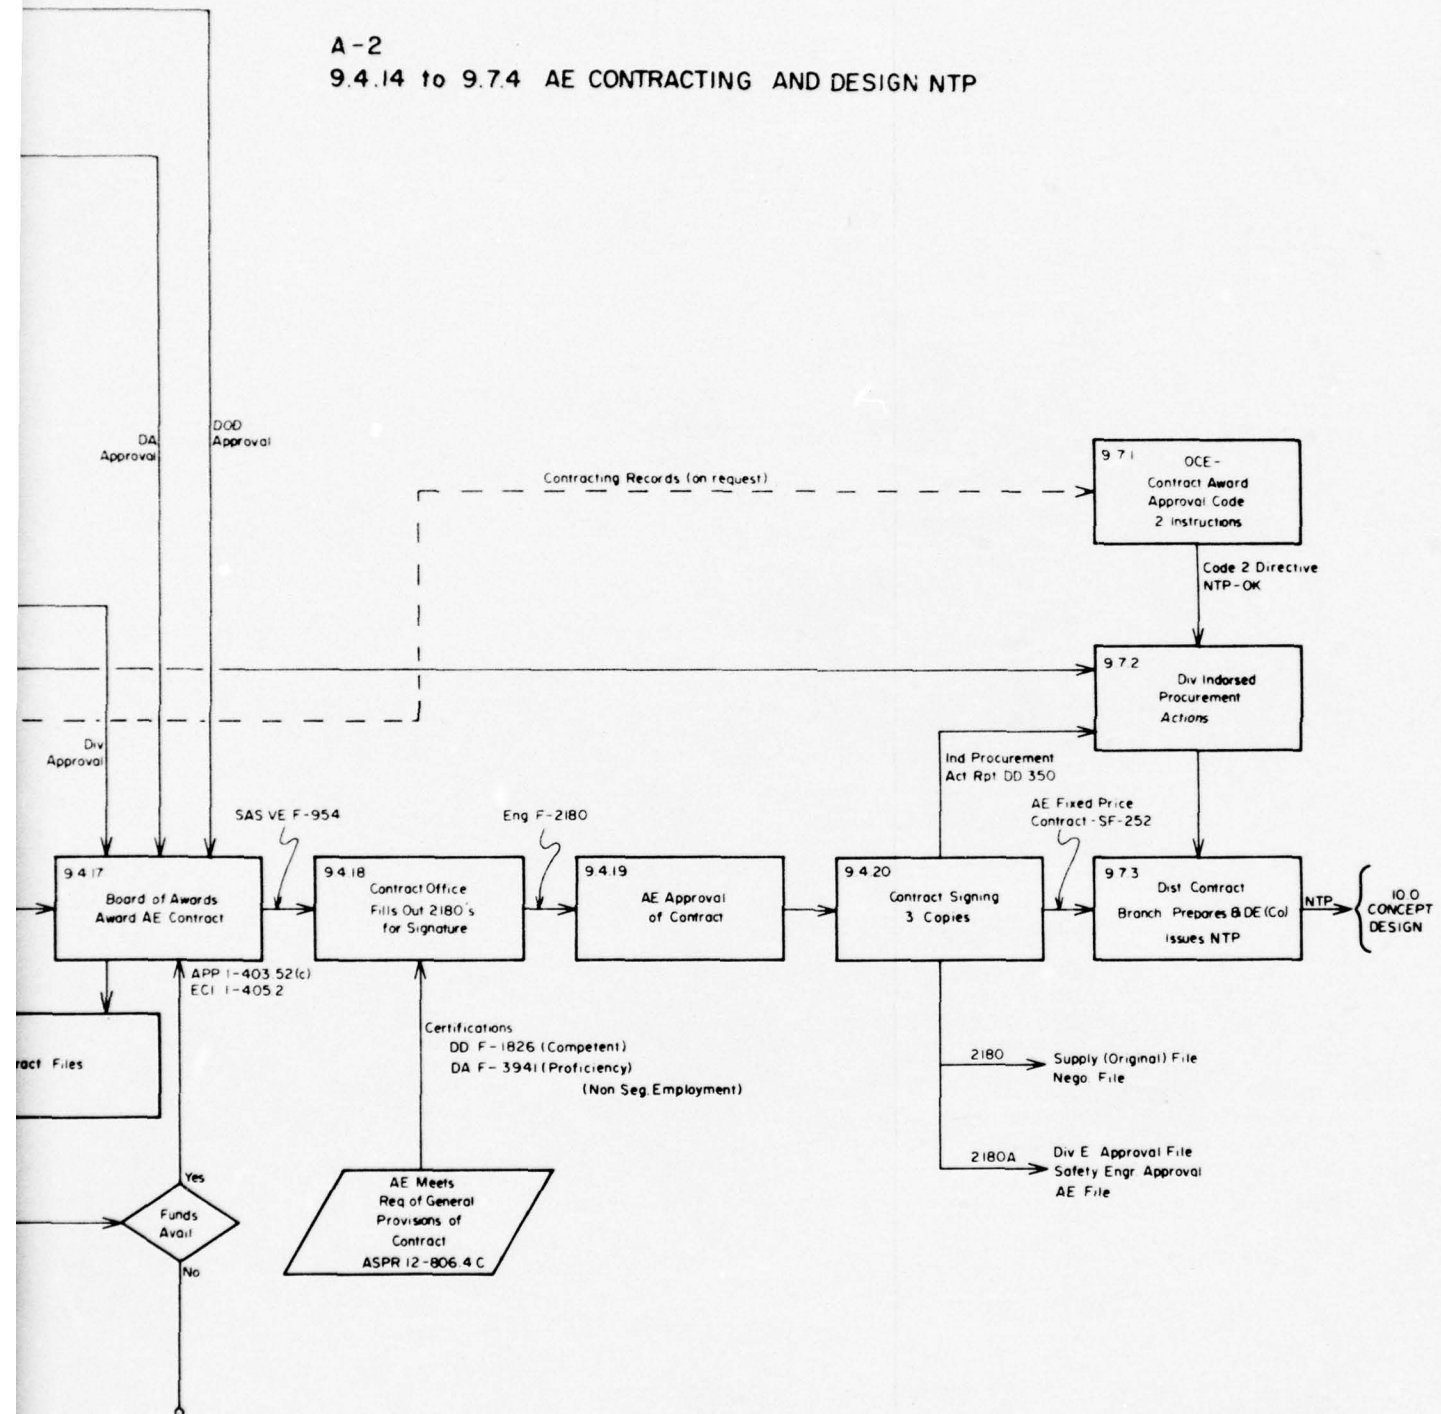 A-2
9.4.14 to 9.7.4 AE CONTRACTING AND DESIGN NTP
DOD
Approval
DA
Approval
Contracting Records (on request)
9.7.1
OCE-
Contract Award
Approval Code
2 Instructions
Code 2 Directive
NTP-OK
9.7.2
Div Indorsed
Procurement
Actions
Div
Approval
Ind Procurement
Act Rpt DD 350
AE Fixed Price
Contract-SF-252
SAS VE F-954
Eng F-2180
9.4.17
Board of Awards
Award AE Contract
9.4.18
Contract Office
Fills Out 2180's
for Signature
9.4.19
AE Approval
of Contract
9.4.20
Contract Signing
3 Copies
9.7.3
Dist Contract
Branch Prepares & DE (Co)
Issues NTP
NTP
10.0
CONCEPT
DESIGN
APP 1-403.52(c)
ECI 1-405.2
ract Files
Certifications
DD F-1826 (Competent)
DA F-3941 (Proficiency)
(Non Seg. Employment)
2180
Supply (Original) File
Nego. File
2180A
Div E Approval File
Safety Engr Approval
AE File
Yes
Funds
Avail
No
AE Meets
Req of General
Provisions of
Contract
ASPR 12-806.4 C